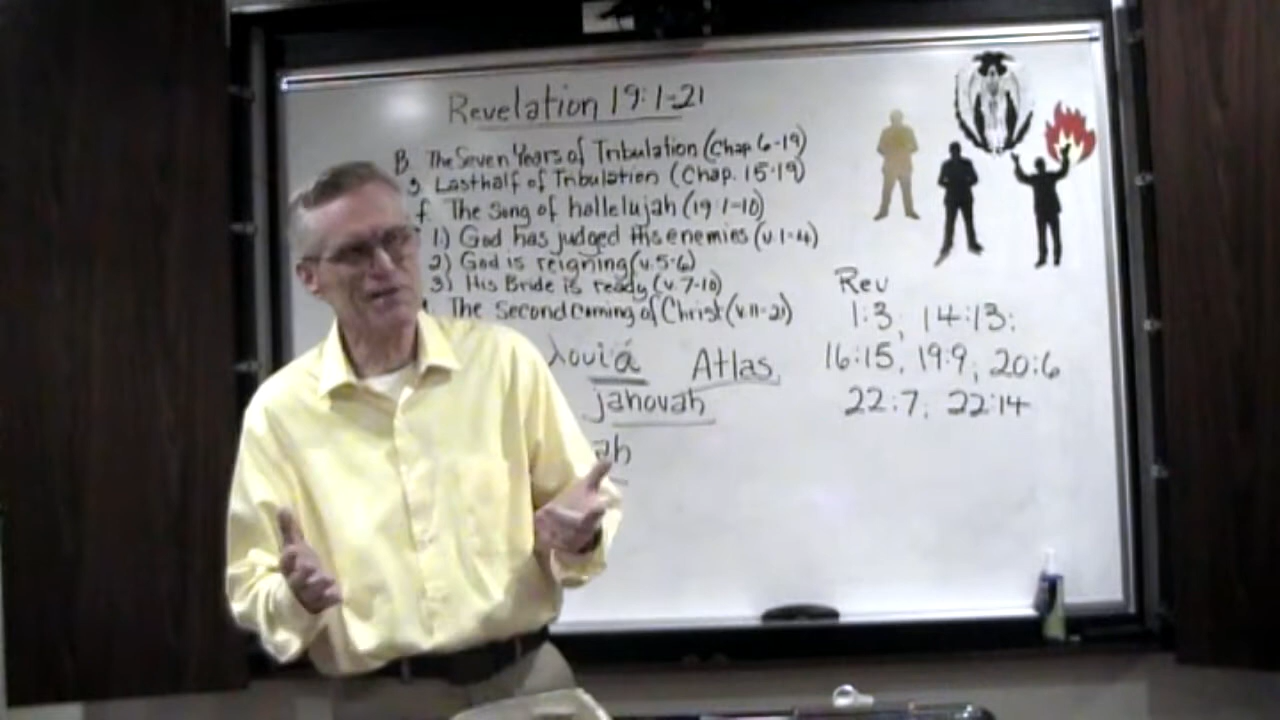 Revelation 19:1-21
B. The Seven Years of Tribulation (Chap 6-19)
5. Last half of Tribulation (Chap. 15-19)
f. The Song of hallelujah (19:1-10)
1.) God has judged His enemies (v.1-4)
2) God is reigning (v.5-6)
3) His Bride is ready (v.7-10)
The Second coming of Christ (v.11-21)
λουϊά Atlas
jahovah
ah
Rev
1:3; 14:13:
16:15, 19:9; 20:6
22:7; 22:14